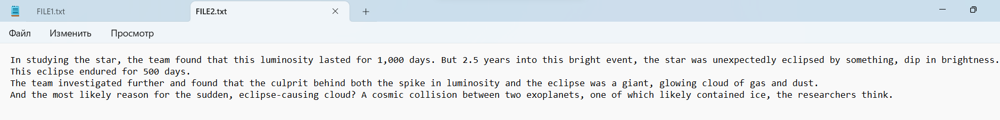 FILE1.txt
FILE2.txt
Файл Изменить Просмотр
In studying the star, the team found that this luminosity lasted for 1,000 days. But 2.5 years into this bright event, the star was unexpectedly eclipsed by something, dip in brightness.
This eclipse endured for 500 days.
The team investigated further and found that the culprit behind both the spike in luminosity and the eclipse was a giant, glowing cloud of gas and dust.
And the most likely reason for the sudden, eclipse-causing cloud? A cosmic collision between two exoplanets, one of which likely contained ice, the researchers think.